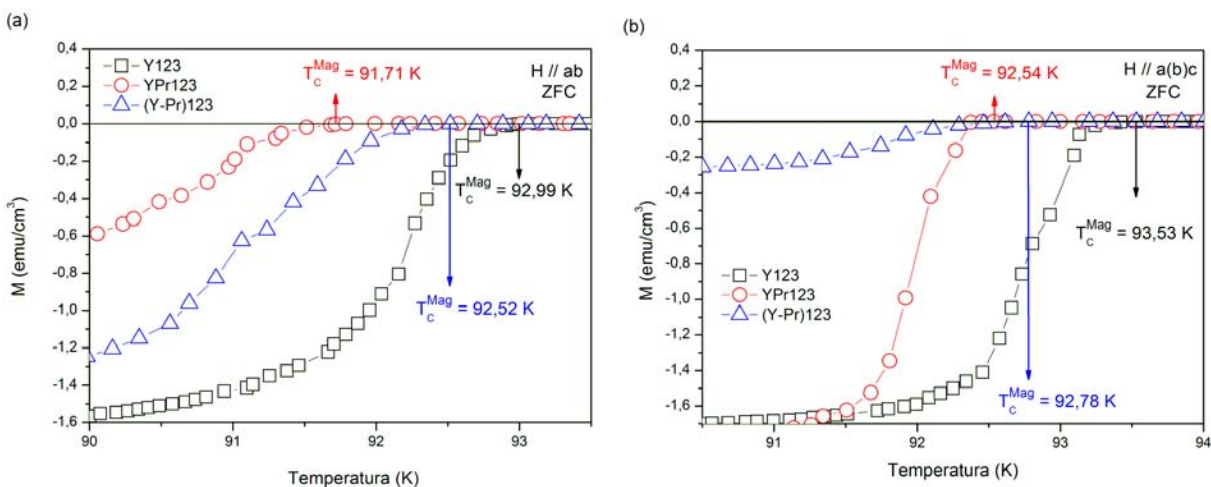 (a)
0,4
0,2
0,0
-0,2
-0,4
-0,6
-0,8
-1,0
-1,2
-1,4
-1,6
M (emu/cm³)
Y123
YPr123
(Y-Pr)123
T_c^Mag = 91,71 K
H // ab
ZFC
T_c^Mag = 92,99 K
T_c^Mag = 92,52 K
90 91 92 93
Temperatura (K)
(b)
0,4
0,2
0,0
-0,2
-0,4
-0,6
-0,8
-1,0
-1,2
-1,4
-1,6
M (emu/cm³)
T_c^Mag = 92,54 K
H // a(b)c
ZFC
T_c^Mag = 93,53 K
Y123
YPr123
(Y-Pr)123
T_c^Mag = 92,78 K
91 92 93 94
Temperatura (K)